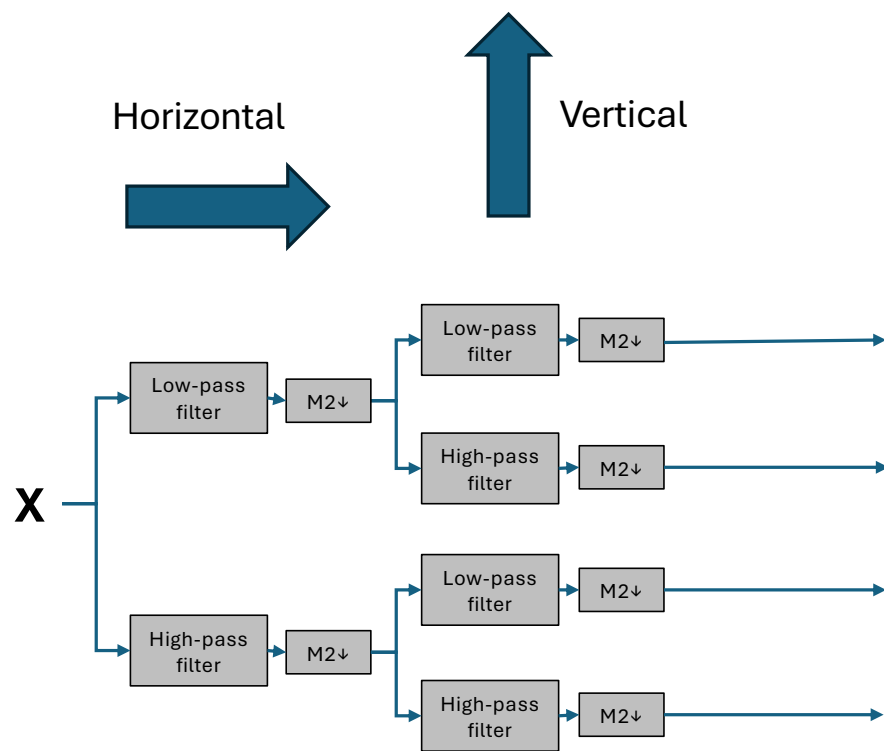 Horizontal
Vertical
Low-pass
filter
M2↓
Low-pass
filter
M2↓
High-pass
filter
M2↓
X
Low-pass
filter
M2↓
High-pass
filter
M2↓
High-pass
filter
M2↓